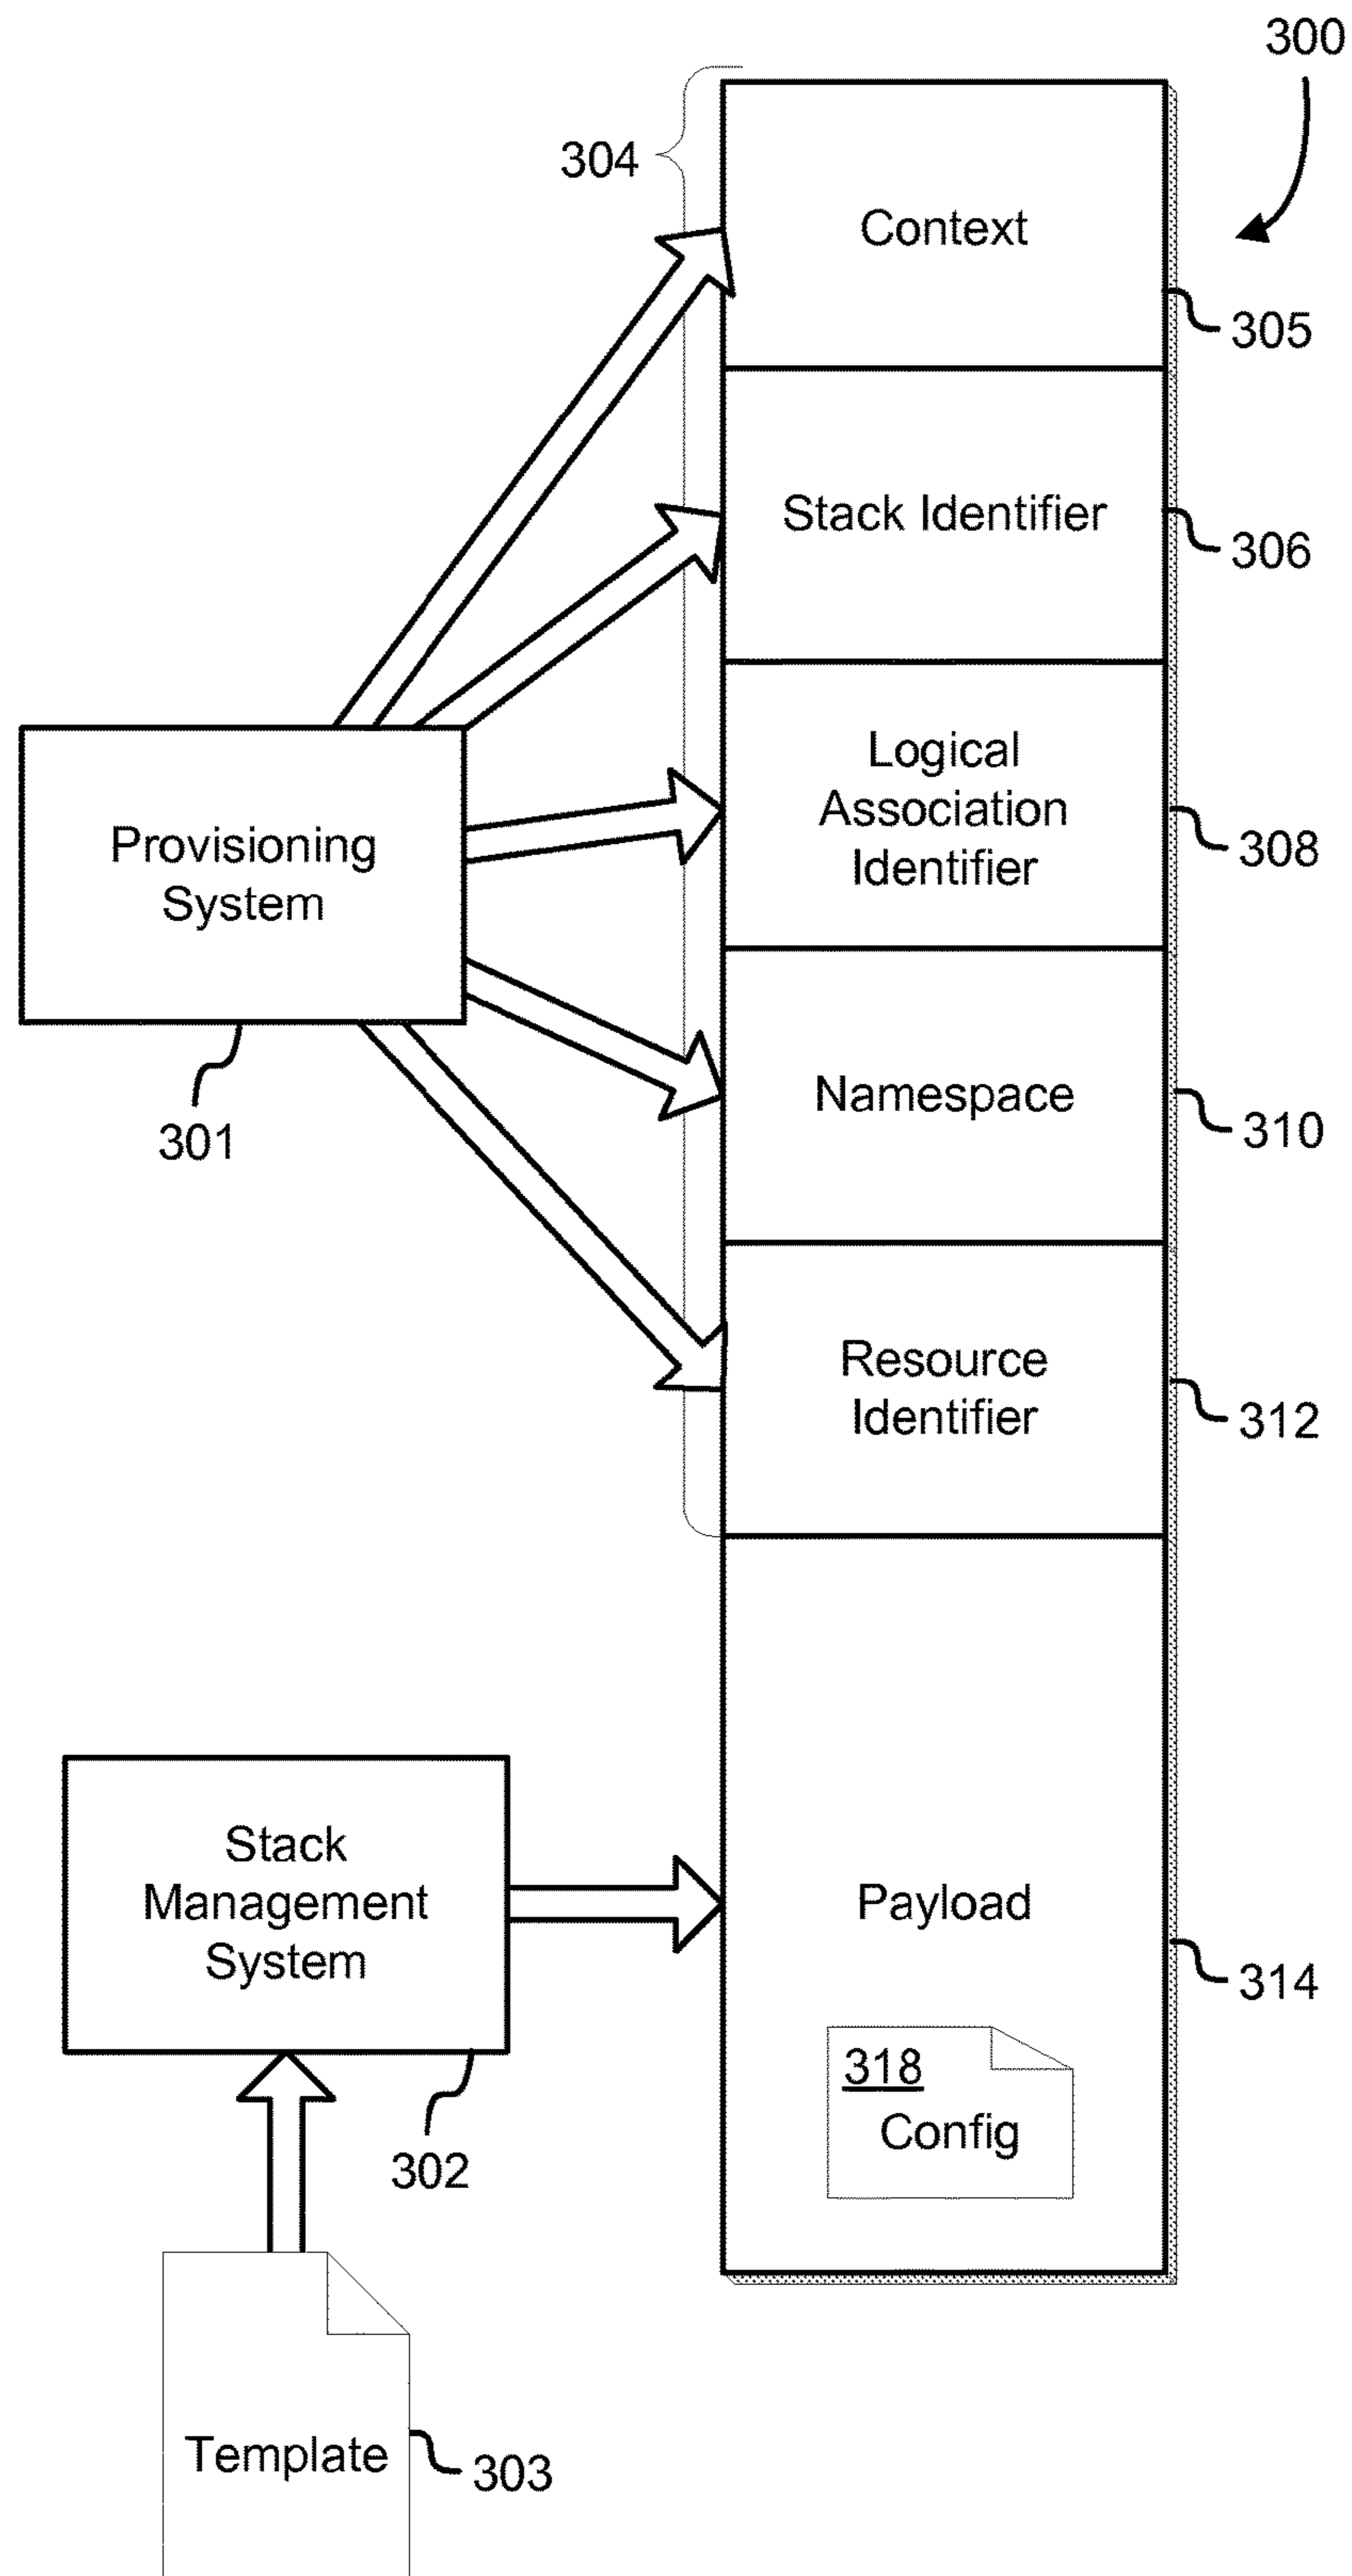 300
304
Context
305
Stack Identifier
306
Logical
Association
Identifier
308
Provisioning
System
301
Namespace
310
Resource
Identifier
312
Stack
Management
System
302
Payload
314
318
Config
Template
303